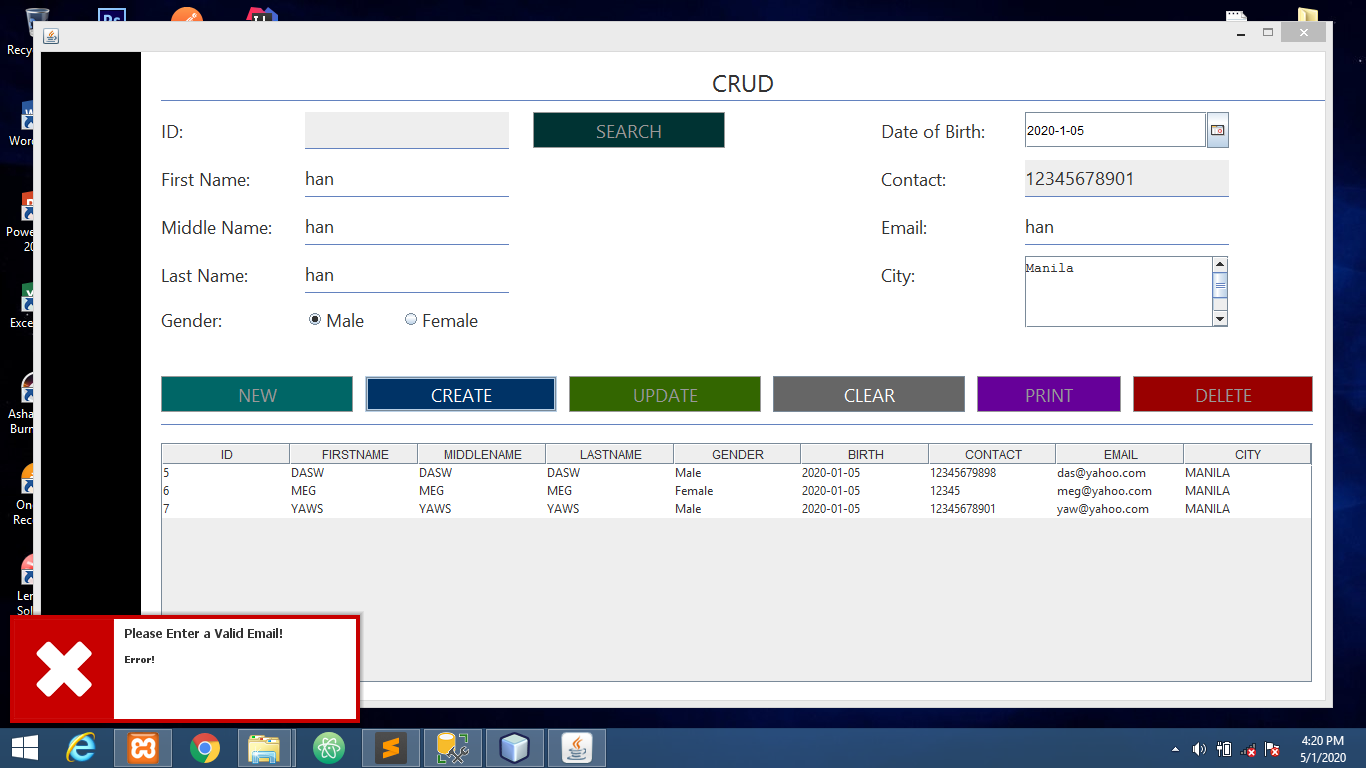 Ps
Recy
Word
Powe
20
Exce
Asha
Burn
On
Rec
Len
Sol
CRUD
ID:
SEARCH
Date of Birth: 2020-1-05
First Name: han
Contact: 12345678901
Middle Name: han
Email: han
Last Name: han
City: Manila
Gender: Male Female
NEW CREATE UPDATE CLEAR PRINT DELETE
ID FIRSTNAME MIDDLENAME LASTNAME GENDER BIRTH CONTACT EMAIL CITY
5 DASW DASW DASW Male 2020-01-05 12345679898 das@yahoo.com MANILA
6 MEG MEG MEG Female 2020-01-05 12345 meg@yahoo.com MANILA
7 YAWS YAWS YAWS Male 2020-01-05 12345678901 yaw@yahoo.com MANILA
Please Enter a Valid Email!
Error!
4:20 PM
5/1/2020